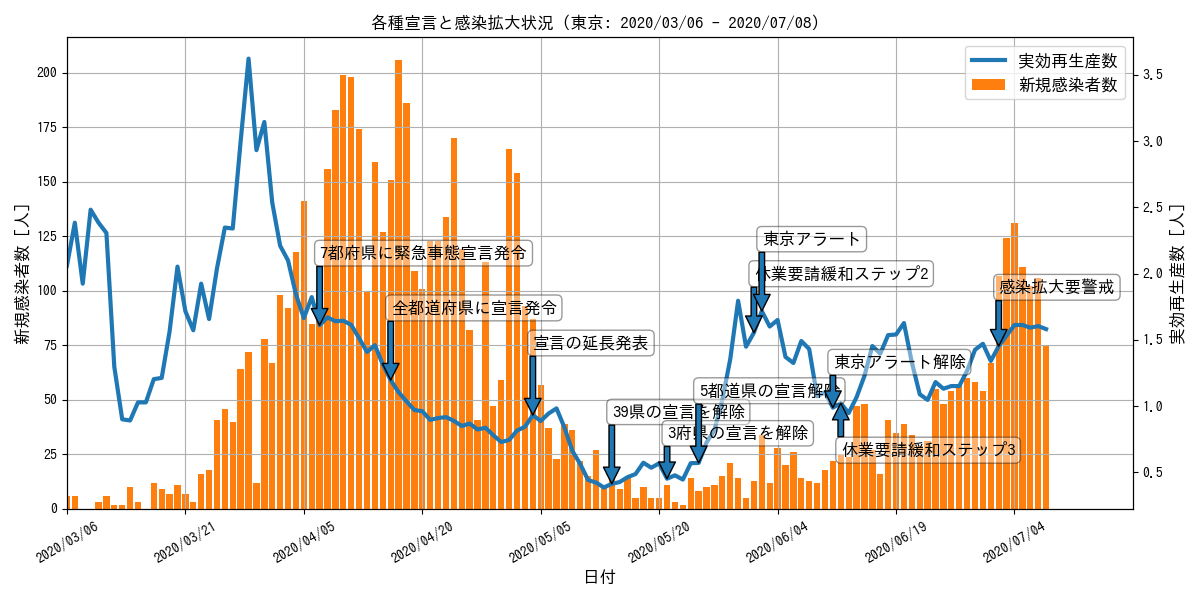 各種宣言と感染拡大状況 (東京: 2020/03/06 - 2020/07/08)
実効再生産数
新規感染者数
200
175
150
125
100
75
50
25
0
新規感染者数 [人]
3.5
3.0
2.5
2.0
1.5
1.0
0.5
実効再生産数 [人]
7都府県に緊急事態宣言発令
全都道府県に宣言発令
宣言の延長発表
39県の宣言を解除
3府県の宣言を解除
5都道県の宣言解除
休業要請緩和ステップ2
東京アラート
東京アラート解除
休業要請緩和ステップ3
感染拡大要警戒
2020/03/06
2020/03/21
2020/04/05
2020/04/20
2020/05/05
2020/05/20
2020/06/04
2020/06/19
2020/07/04
日付